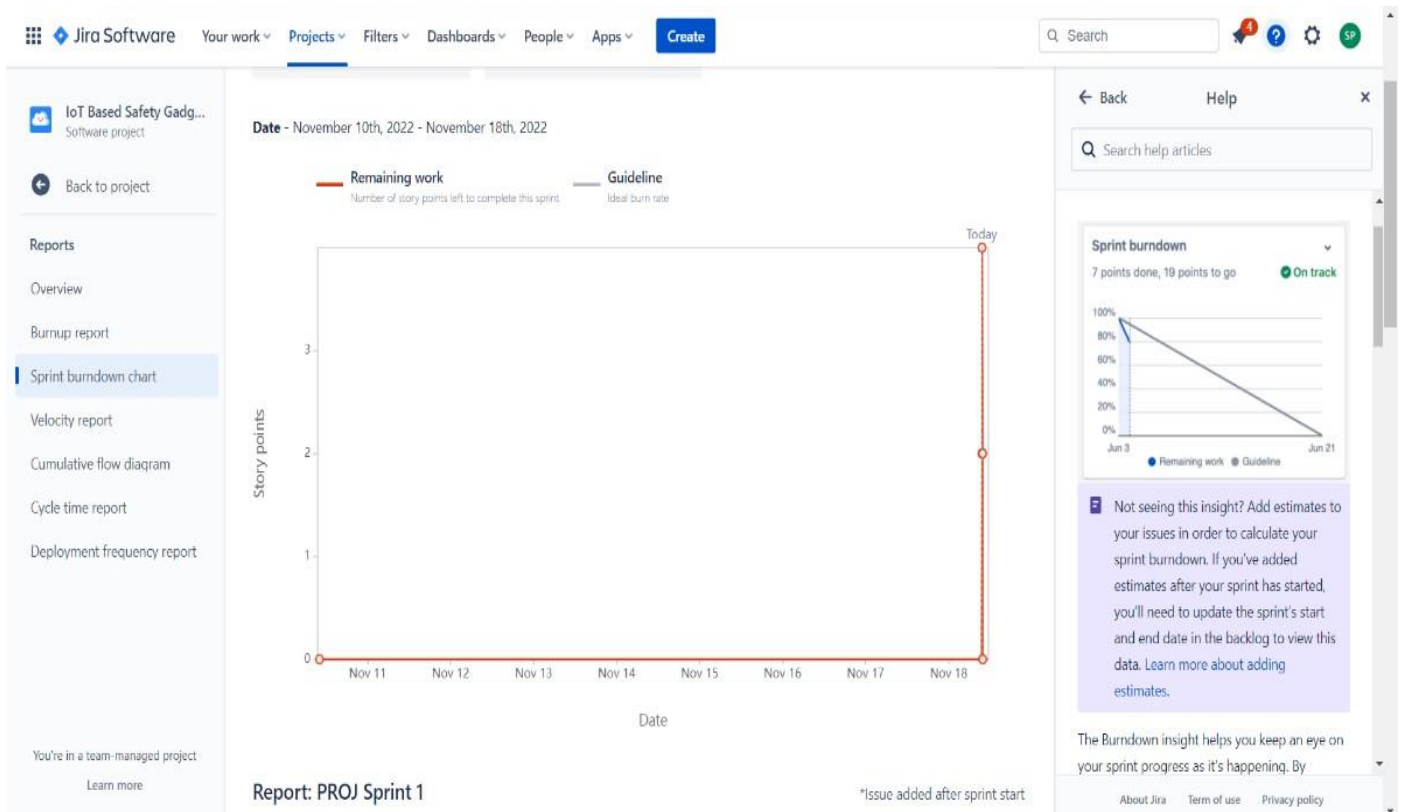 Jira Software
Your work
Projects
Filters
Dashboards
People
Apps
Create
Search
4
SP
IoT Based Safety Gadg...
Software project
Back to project
Reports
Overview
Burnup report
Sprint burndown chart
Velocity report
Cumulative flow diagram
Cycle time report
Deployment frequency report
You're in a team-managed project
Learn more
Date - November 10th, 2022 - November 18th, 2022
Remaining work
Number of story points left to complete this sprint
Guideline
Ideal burn rate
Today
Story points
3
2
1
0
Nov 11 Nov 12 Nov 13 Nov 14 Nov 15 Nov 16 Nov 17 Nov 18
Date
Report: PROJ Sprint 1
*Issue added after sprint start
Back
Help
Search help articles
Sprint burndown
7 points done, 19 points to go
On track
100%
80%
60%
40%
20%
0%
Jun 3
Jun 21
Remaining work Guideline
Not seeing this insight? Add estimates to
your issues in order to calculate your
sprint burndown. If you've added
estimates after your sprint has started,
you'll need to update the sprint's start
and end date in the backlog to view this
data. Learn more about adding
estimates.
The Burndown insight helps you keep an eye on
your sprint progress as it's happening. By
About Jira Term of use Privacy policy